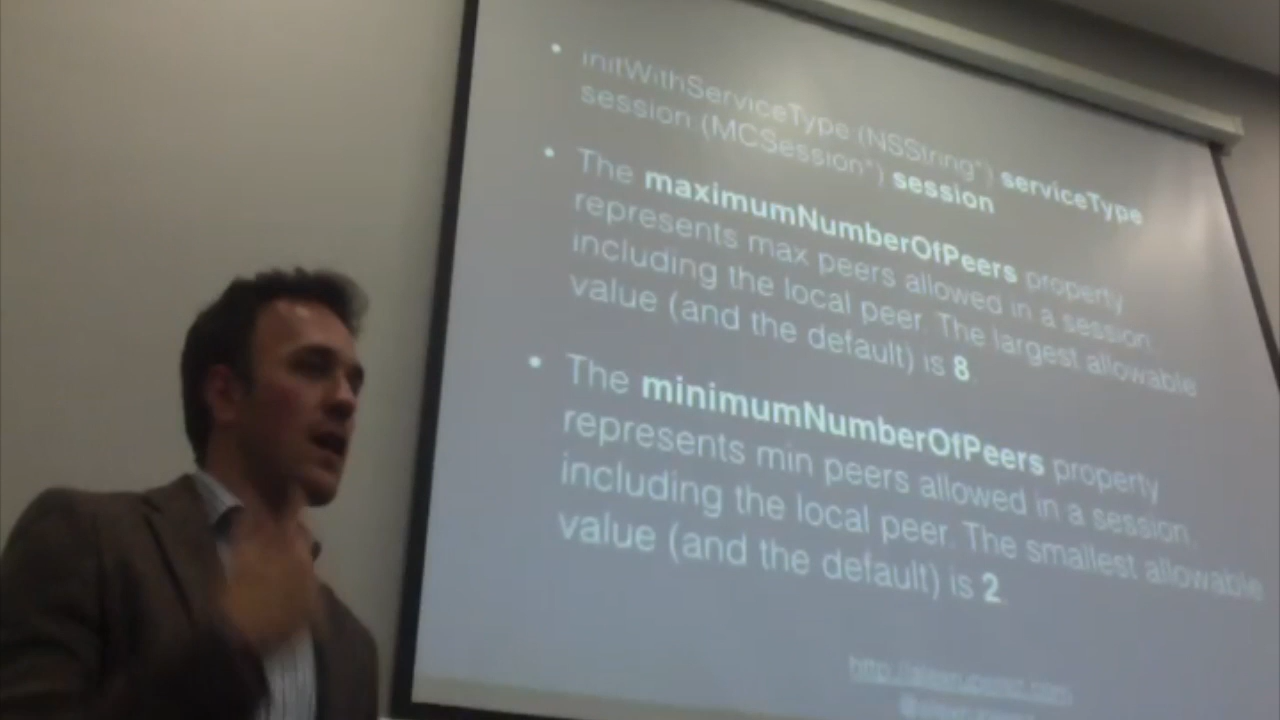 initWithServiceType (NSString*) serviceType
session (MCSession*) session
The maximumNumberOfPeers property
represents max peers allowed in a session
including the local peer. The largest allowable
value (and the default) is 8.
The minimumNumberOfPeers property
represents min peers allowed in a session.
including the local peer. The smallest allowable
value (and the default) is 2.